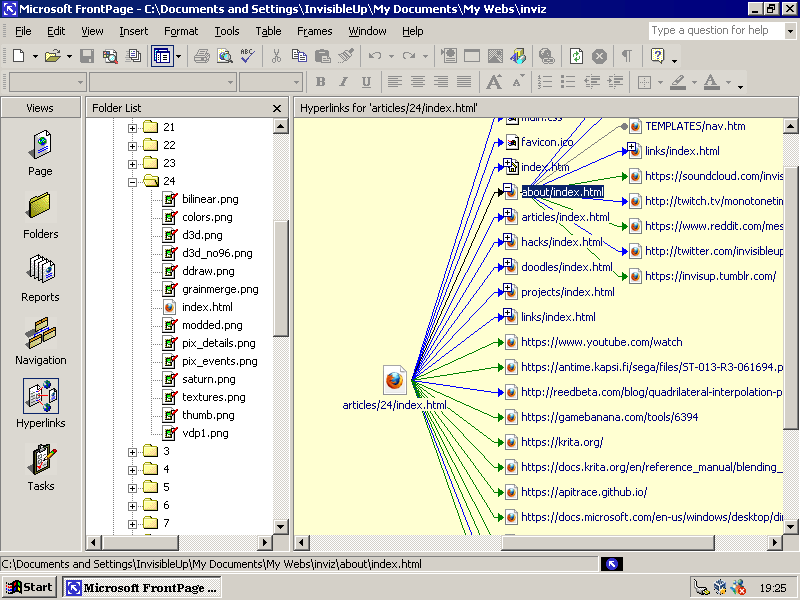 Microsoft FrontPage - C:\Documents and Settings\InvisibleUp\My Documents\My Webs\inviz
File Edit View Insert Format Tools Table Frames Window Help
Type a question for help
B I U
Views
Folder List
Hyperlinks for 'articles/24/index.html'
Page
Folders
Reports
Navigation
Hyperlinks
Tasks
21
22
23
24
bilinear.png
colors.png
d3d.png
d3d_no96.png
ddraw.png
grainmerge.png
index.html
modded.png
pix_details.png
pix_events.png
saturn.png
textures.png
thumb.png
vdp1.png
3
4
5
6
7
articles/24/index.html
main.css
favicon.ico
index.htm
about/index.html
articles/index.html
hacks/index.html
doodles/index.html
projects/index.html
links/index.html
https://www.youtube.com/watch
https://antime.kapsi.fi/sega/files/ST-013-R3-061694.p
http://reedbeta.com/blog/quadrilateral-interpolation-p
https://gamebanana.com/tools/6394
https://krita.org/
https://docs.krita.org/en/reference_manual/blending_
https://apitrace.github.io/
https://docs.microsoft.com/en-us/windows/desktop/dir
TEMPLATES/nav.htm
links/index.html
https://soundcloud.com/invis
http://twitch.tv/monotonetim
https://www.reddit.com/mes
http://twitter.com/invisibleup
https://invisup.tumblr.com/
C:\Documents and Settings\InvisibleUp\My Documents\My Webs\inviz\about\index.html
Start
Microsoft FrontPage ...
19:25